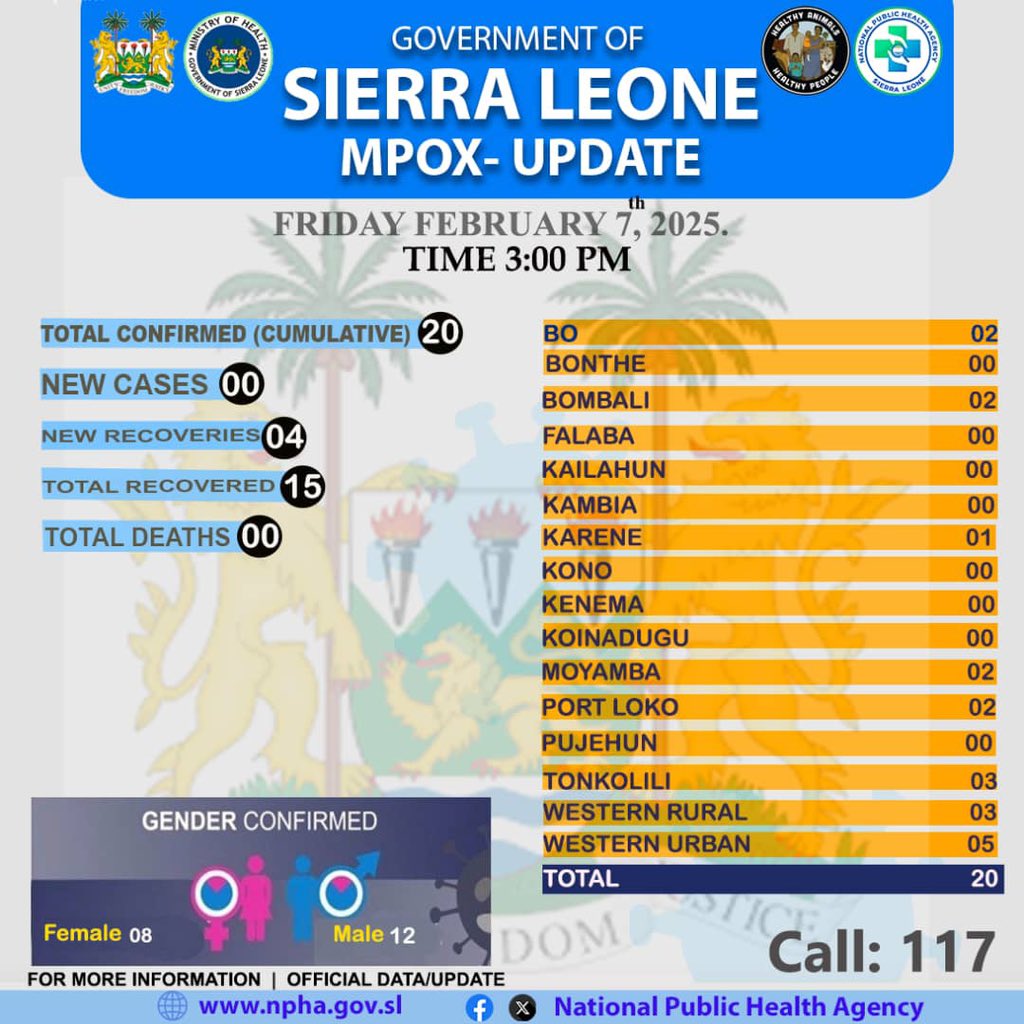 GOVERNMENT OF
SIERRA LEONE
MPOX- UPDATE
MINISTRY OF HEALTH
GOVERNMENT OF SIERRA LEONE
HEALTHY ANIMALS
HEALTHY PEOPLE
NATIONAL PUBLIC HEALTH AGENCY
SIERRA LEONE
FRIDAY FEBRUARY 7th, 2025.
TIME 3:00 PM
TOTAL CONFIRMED (CUMULATIVE) 20
NEW CASES 00
NEW RECOVERIES 04
TOTAL RECOVERED 15
TOTAL DEATHS 00
BO 02
BONTHE 00
BOMBALI 02
FALABA 00
KAILAHUN 00
KAMBIA 00
KARENE 01
KONO 00
KENEMA 00
KOINADUGU 00
MOYAMBA 02
PORT LOKO 02
PUJEHUN 00
TONKOLILI 03
WESTERN RURAL 03
WESTERN URBAN 05
TOTAL 20
GENDER CONFIRMED
Female 08
Male 12
DOM
JUSTICE
Call: 117
FOR MORE INFORMATION | OFFICIAL DATA/UPDATE
www.npha.gov.sl
National Public Health Agency